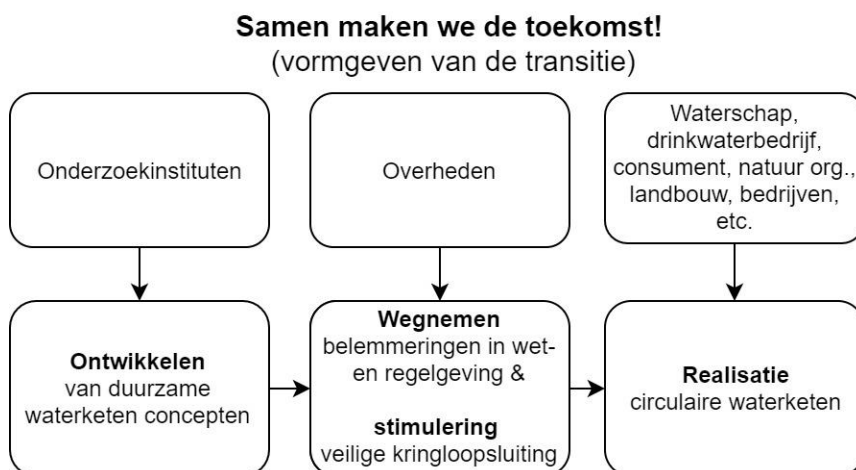 Samen maken we de toekomst!
(vormgeven van de transitie)
Onderzoekinstituten
Overheden
Waterschap,
drinkwaterbedrijf,
consument, natuur org.,
landbouw, bedrijven,
etc.
Ontwikkelen
van duurzame
waterketen concepten
Wegnemen
belemmeringen in wet-
en regelgeving &
stimulering
veilige kringloopsluiting
Realisatie
circulaire waterketen